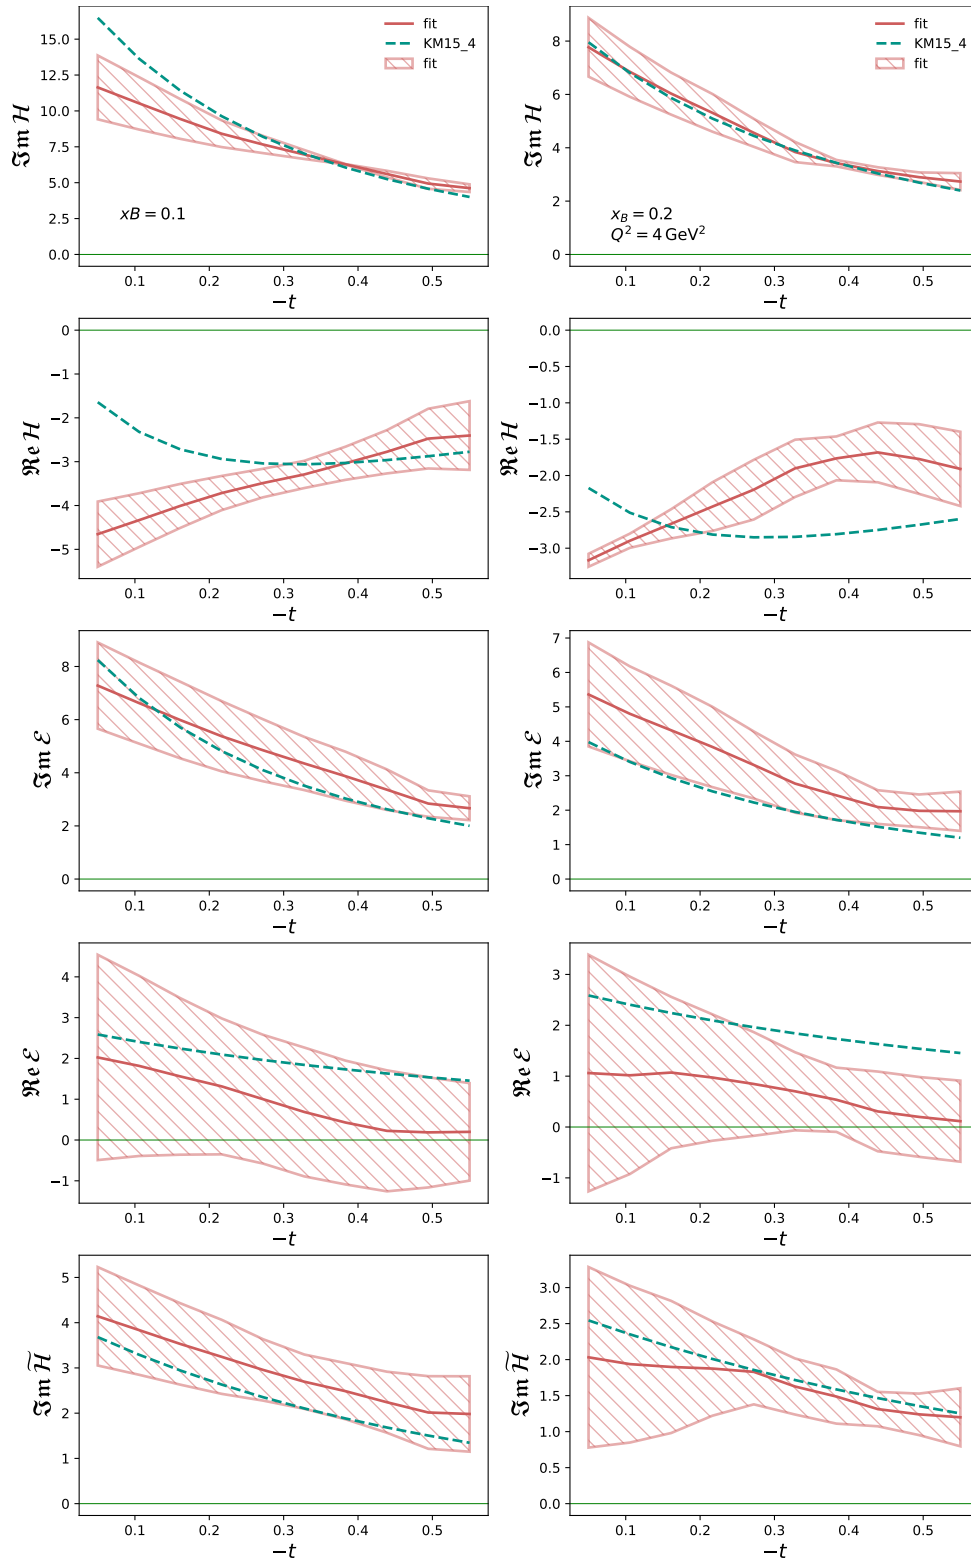 fit
KM15_4
fit
15.0
12.5
10.0
7.5
5.0
2.5
0.0
ℑm ℋ
xB = 0.1
0.1 0.2 0.3 0.4 0.5
−t
fit
KM15_4
fit
8
6
4
2
0
ℑm ℋ
x_B = 0.2
Q² = 4 GeV²
0.1 0.2 0.3 0.4 0.5
−t
0
−1
−2
−3
−4
−5
ℜe ℋ
0.1 0.2 0.3 0.4 0.5
−t
0.0
−0.5
−1.0
−1.5
−2.0
−2.5
−3.0
ℜe ℋ
0.1 0.2 0.3 0.4 0.5
−t
8
6
4
2
0
ℑm ℰ
0.1 0.2 0.3 0.4 0.5
−t
7
6
5
4
3
2
1
0
ℑm ℰ
0.1 0.2 0.3 0.4 0.5
−t
4
3
2
1
0
−1
ℜe ℰ
0.1 0.2 0.3 0.4 0.5
−t
3
2
1
0
−1
ℜe ℰ
0.1 0.2 0.3 0.4 0.5
−t
5
4
3
2
1
0
ℑm ℋ̃
0.1 0.2 0.3 0.4 0.5
−t
3.0
2.5
2.0
1.5
1.0
0.5
0.0
ℑm ℋ̃
0.1 0.2 0.3 0.4 0.5
−t